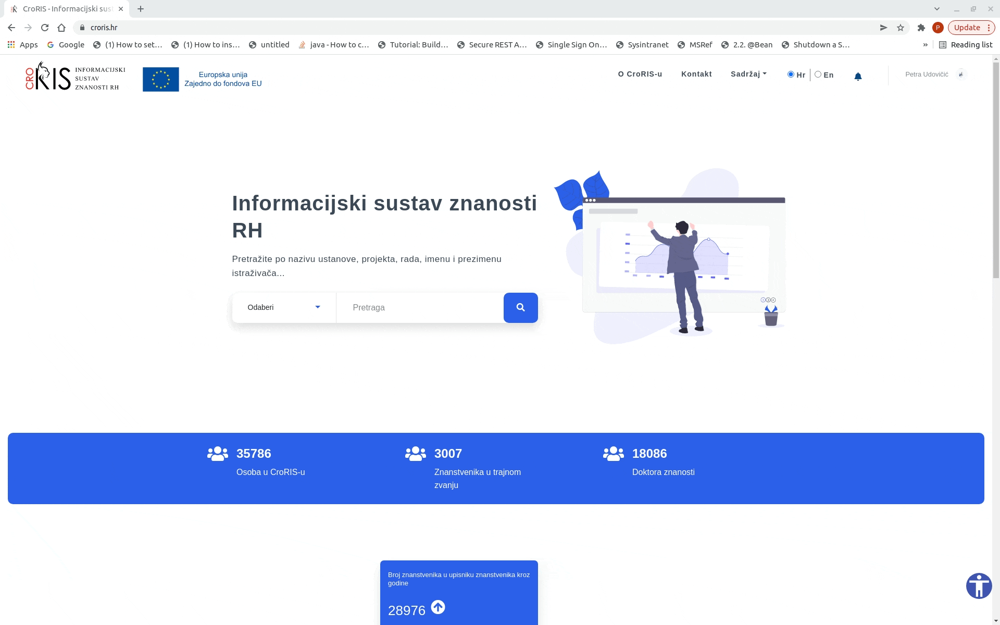 CroRIS - Informacijski sust
croris.hr
P
Update
Apps
Google
(1) How to set…
(1) How to ins…
untitled
java - How to c…
Tutorial: Build…
Secure REST A…
Single Sign On…
Sysintranet
MSRef
2.2. @Bean
Shutdown a S…
»
Reading list
CRORIS
INFORMACIJSKI
SUSTAV
ZNANOSTI RH
Europska unija
Zajedno do fondova EU
O CroRIS-u
Kontakt
Sadržaj
Hr
En
Petra Udovičić
Informacijski sustav znanosti
RH
Pretražite po nazivu ustanove, projekta, rada, imenu i prezimenu
istraživača...
Odaberi
Pretraga
35786
Osoba u CroRIS-u
3007
Znanstvenika u trajnom
zvanju
18086
Doktora znanosti
Broj znanstvenika u upisniku znanstvenika kroz
godine
28976